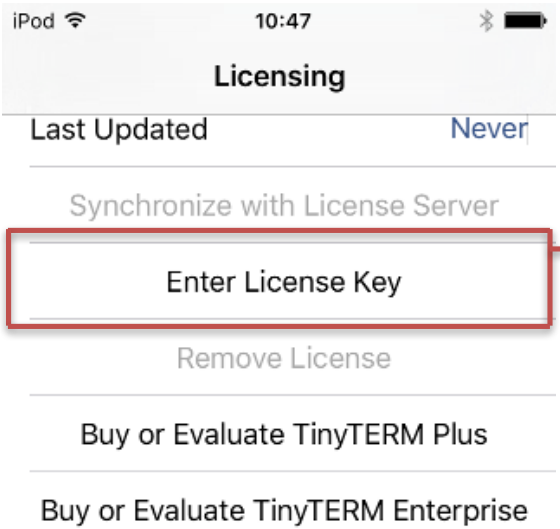 iPod 10:47
Licensing
Last Updated Never
Synchronize with License Server
Enter License Key
Remove License
Buy or Evaluate TinyTERM Plus
Buy or Evaluate TinyTERM Enterprise